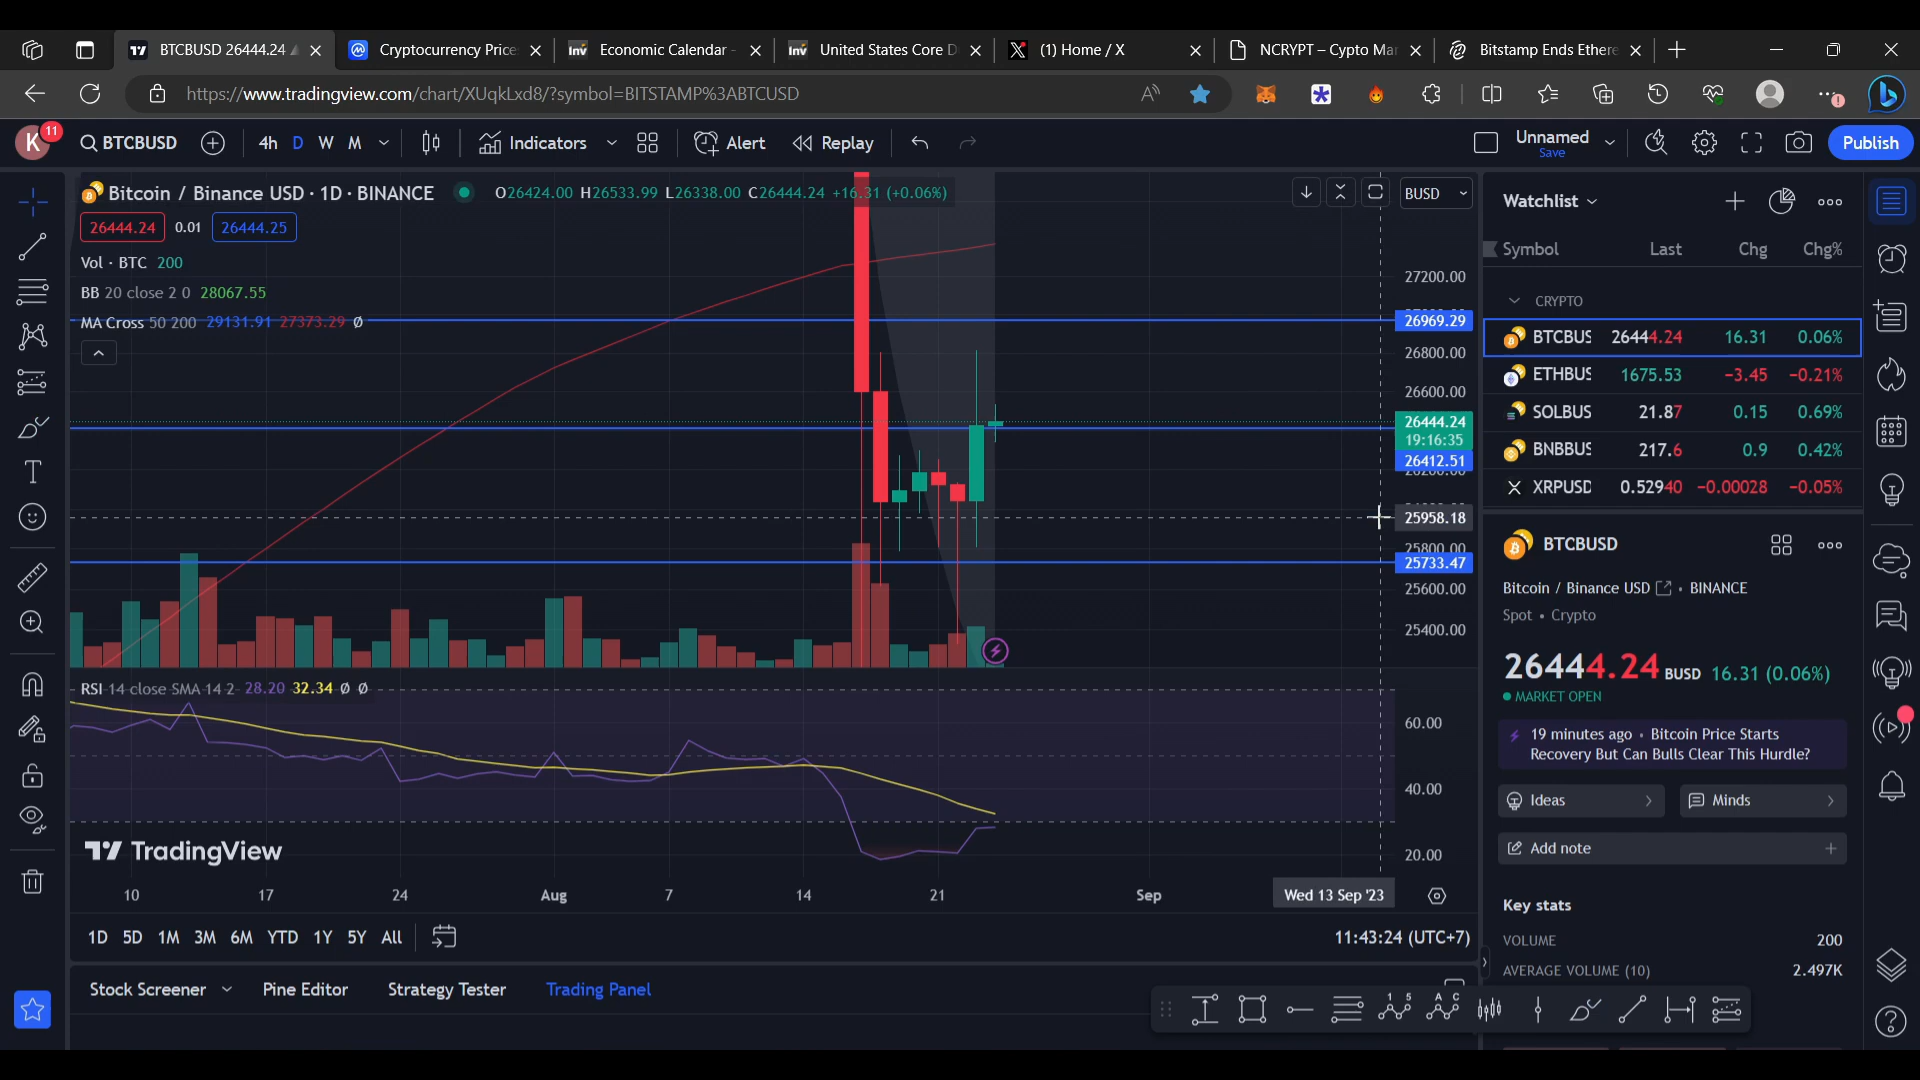 BTCBUSD 26444.24
Cryptocurrency Price
Economic Calendar -
United States Core D
(1) Home / X
NCRYPT – Cypto Mar
Bitstamp Ends Ethere
https://www.tradingview.com/chart/XUqkLxd8/?symbol=BITSTAMP%3ABTCUSD
K 11 BTCBUSD 4h D W M Indicators Alert Replay Unnamed Save Publish
Bitcoin / Binance USD · 1D · BINANCE O26424.00 H26533.99 L26338.00 C26444.24 +16.31 (+0.06%)
BUSD
26444.24 0.01 26444.25
Vol · BTC 200
BB 20 close 2 0 28067.55
MA Cross 50 200 29131.91 27373.29 Ø
27200.00
26969.29
26800.00
26600.00
26444.24
19:16:35
26412.51
26200.00
25958.18
25800.00
25733.47
25600.00
25400.00
RSI 14 close SMA 14 2 28.20 32.34 Ø Ø
60.00
40.00
20.00
TradingView
10 17 24 Aug 7 14 21 Sep Wed 13 Sep '23
1D 5D 1M 3M 6M YTD 1Y 5Y All
11:43:24 (UTC+7)
Stock Screener Pine Editor Strategy Tester Trading Panel
Watchlist
Symbol Last Chg Chg%
CRYPTO
BTCBUS 26444.24 16.31 0.06%
ETHBUS 1675.53 −3.45 −0.21%
SOLBUS 21.87 0.15 0.69%
BNBBUS 217.6 0.9 0.42%
XRPUSD 0.52940 −0.00028 −0.05%
BTCBUSD
Bitcoin / Binance USD • BINANCE
Spot • Crypto
26444.24 BUSD 16.31 (0.06%)
MARKET OPEN
19 minutes ago • Bitcoin Price Starts
Recovery But Can Bulls Clear This Hurdle?
Ideas
Minds
Add note
Key stats
VOLUME 200
AVERAGE VOLUME (10) 2.497K